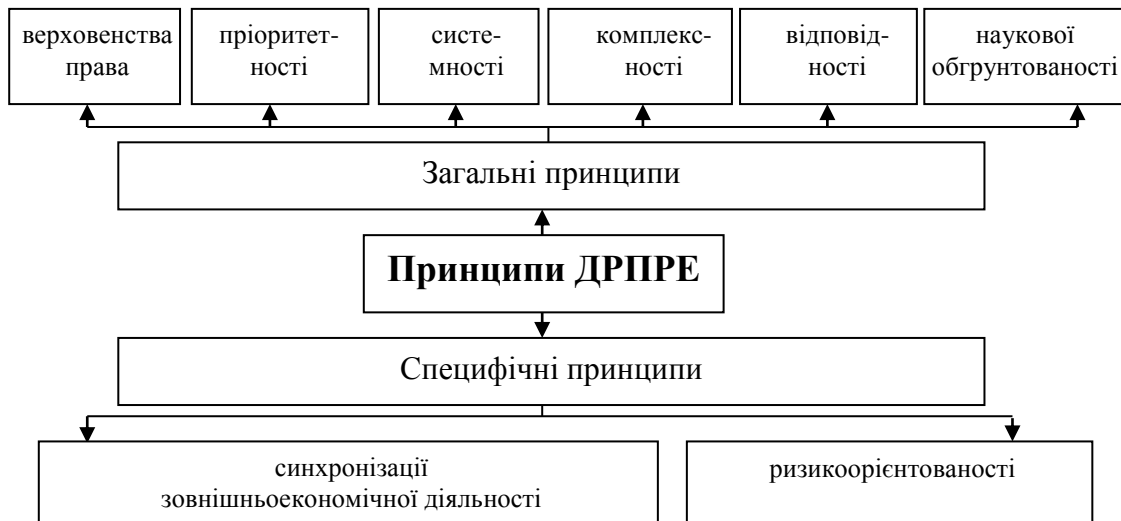 верховенства
права
пріоритет-
ності
систе-
мності
комплекс-
ності
відповід-
ності
наукової
обгрунтованості
Загальні принципи
Принципи ДРПРЕ
Специфічні принципи
синхронізації
зовнішньоекономічної діяльності
ризикоорієнтованості